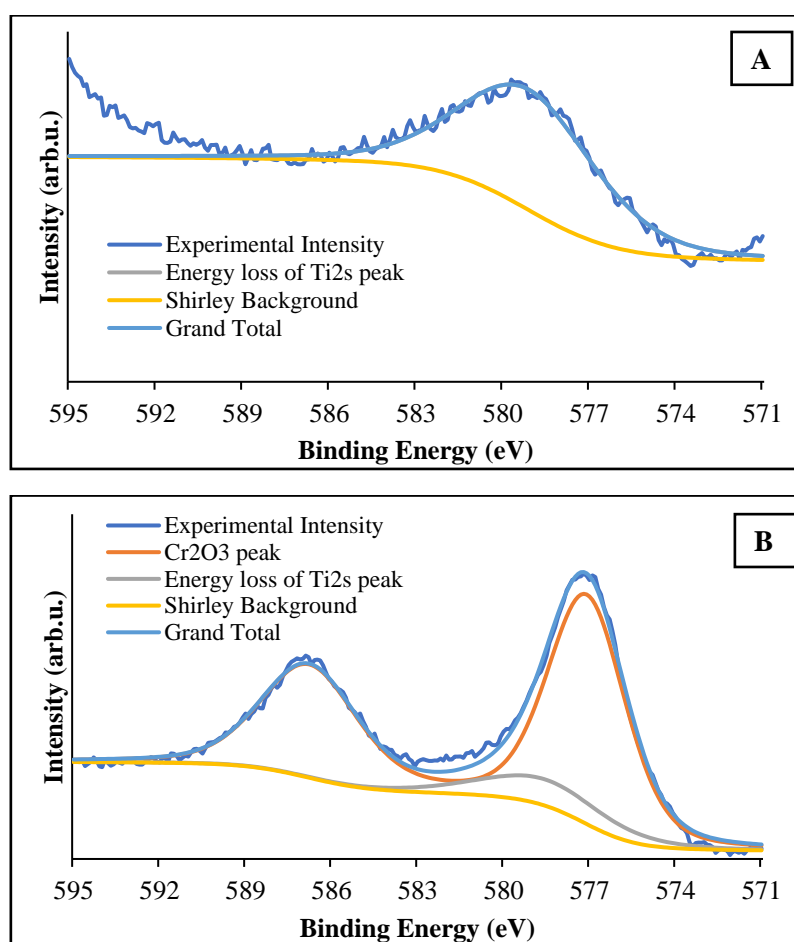 A
Intensity (arb.u.)
Experimental Intensity
Energy loss of Ti2s peak
Shirley Background
Grand Total
595 592 589 586 583 580 577 574 571
Binding Energy (eV)
B
Intensity (arb.u.)
Experimental Intensity
Cr2O3 peak
Energy loss of Ti2s peak
Shirley Background
Grand Total
595 592 589 586 583 580 577 574 571
Binding Energy (eV)